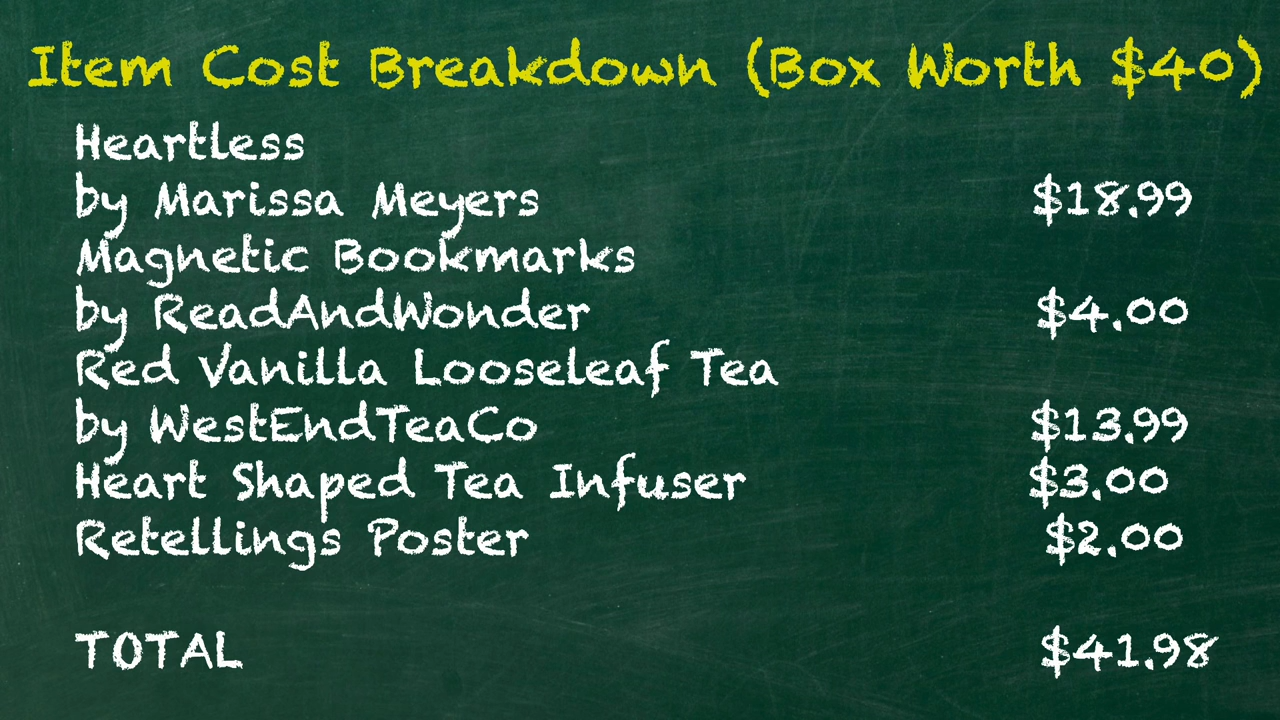 Item Cost Breakdown (Box Worth $40)
Heartless
by Marissa Meyers $18.99
Magnetic Bookmarks
by ReadAndWonder $4.00
Red Vanilla Looseleaf Tea
by WestEndTeaCo $13.99
Heart Shaped Tea Infuser $3.00
Retellings Poster $2.00
TOTAL $41.98